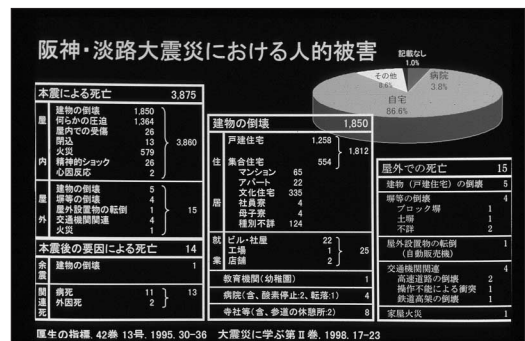 阪神・淡路大震災における人的被害
記載なし
1.0%
その他
8.6%
病院
3.8%
自宅
86.6%
本震による死亡 3,875
屋内
建物の倒壊 1,850
何らかの圧迫 1,364
屋内での受傷 26
閉込 13
火災 579
精神的ショック 26
心因反応 2
3,860
屋外
建物の倒壊 5
塀等の倒壊 4
屋外設置物の転倒 1
交通機関関連 4
火災 1
15
本震後の要因による死亡 14
余震 建物の倒壊 1
関連死
病死 11
外因死 2
13
建物の倒壊 1,850
住居
戸建住宅 1,258
集合住宅 554
1,812
マンション 65
アパート 22
文化住宅 335
社員寮 4
母子寮 4
種別不詳 124
就業
ビル・社屋 22
工場 1
店舗 2
25
教育機関(幼稚園) 1
病院(含、酸素停止:2、転落:1) 4
寺社等(含、参道の休憩所:2) 8
屋外での死亡 15
建物(戸建住宅)の倒壊 5
塀等の倒壊 4
ブロック塀 1
土塀 1
不詳 2
屋外設置物の転倒 1
(自動販売機)
交通機関関連 4
高速道路の倒壊 2
操作不能による衝突 1
鉄道高架の倒壊 1
家屋火災 1
厚生の指標. 42巻 13号. 1995. 30-36 大震災に学ぶ第Ⅱ巻. 1998. 17-23